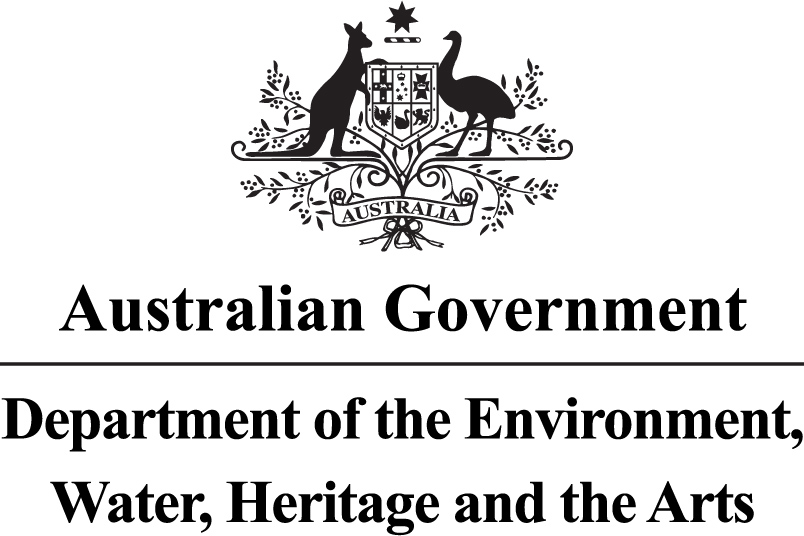 AUSTRALIA
Australian Government
Department of the Environment,
Water, Heritage and the Arts